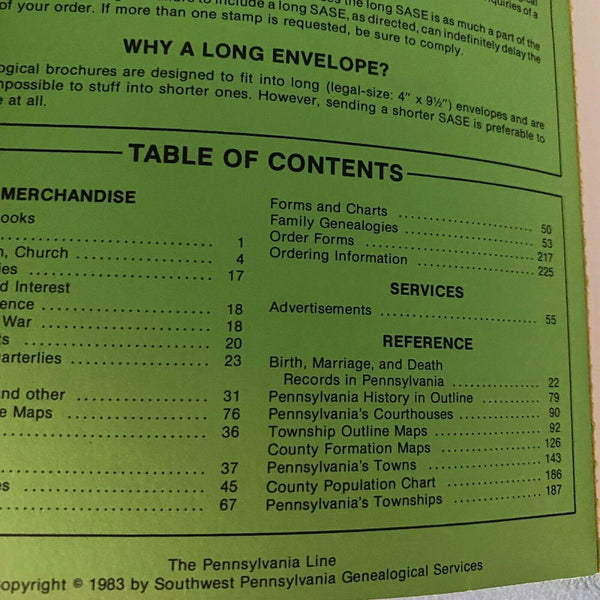 nquiries of a
the long SASE is as much a part of the
to include a long SASE, as directed, can indefinitely delay the
of your order. If more than one stamp is requested, be sure to comply.
WHY A LONG ENVELOPE?
ogical brochures are designed to fit into long (legal-size: 4" x 9½") envelopes and are
mpossible to stuff into shorter ones. However, sending a shorter SASE is preferable to
e at all.
TABLE OF CONTENTS
MERCHANDISE
ooks
........ 1
n, Church ........ 4
ies ........ 17
d Interest
ence ........ 18
War ........ 18
ts ........ 20
uarterlies ........ 23
and other ........ 31
e Maps ........ 76
........ 36
........ 37
es ........ 45
........ 67
Forms and Charts ........ 50
Family Genealogies ........ 53
Order Forms ........ 217
Ordering Information ........ 225
SERVICES
Advertisements ........ 55
REFERENCE
Birth, Marriage, and Death
Records in Pennsylvania ........ 22
Pennsylvania History in Outline ........ 79
Pennsylvania's Courthouses ........ 90
Township Outline Maps ........ 92
County Formation Maps ........ 126
Pennsylvania's Towns ........ 143
County Population Chart ........ 186
Pennsylvania's Townships ........ 187
The Pennsylvania Line
opyright © 1983 by Southwest Pennsylvania Genealogical Services